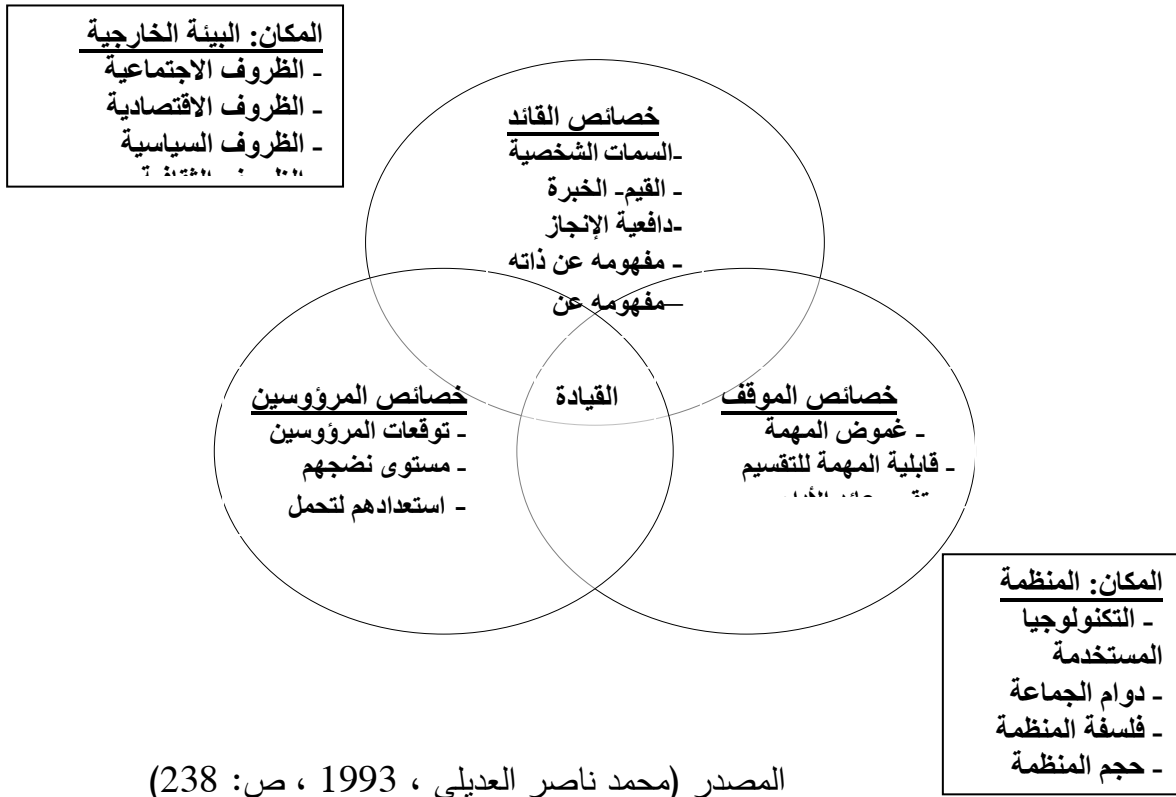 المكان: البيئة الخارجية
- الظروف الاجتماعية
- الظروف الاقتصادية
- الظروف السياسية
خصائص القائد
-السمات الشخصية
- القيم- الخبرة
-دافعية الإنجاز
- مفهومه عن ذاته
–مفهومه عن
خصائص المرؤوسين
- توقعات المرؤوسين
- مستوى نضجهم
- استعدادهم لتحمل
القيادة
خصائص الموقف
- غموض المهمة
- قابلية المهمة للتقسيم
المكان: المنظمة
- التكنولوجيا
المستخدمة
- دوام الجماعة
- فلسفة المنظمة
- حجم المنظمة
المصدر (محمد ناصر العديلي ، 1993 ، ص: 238)